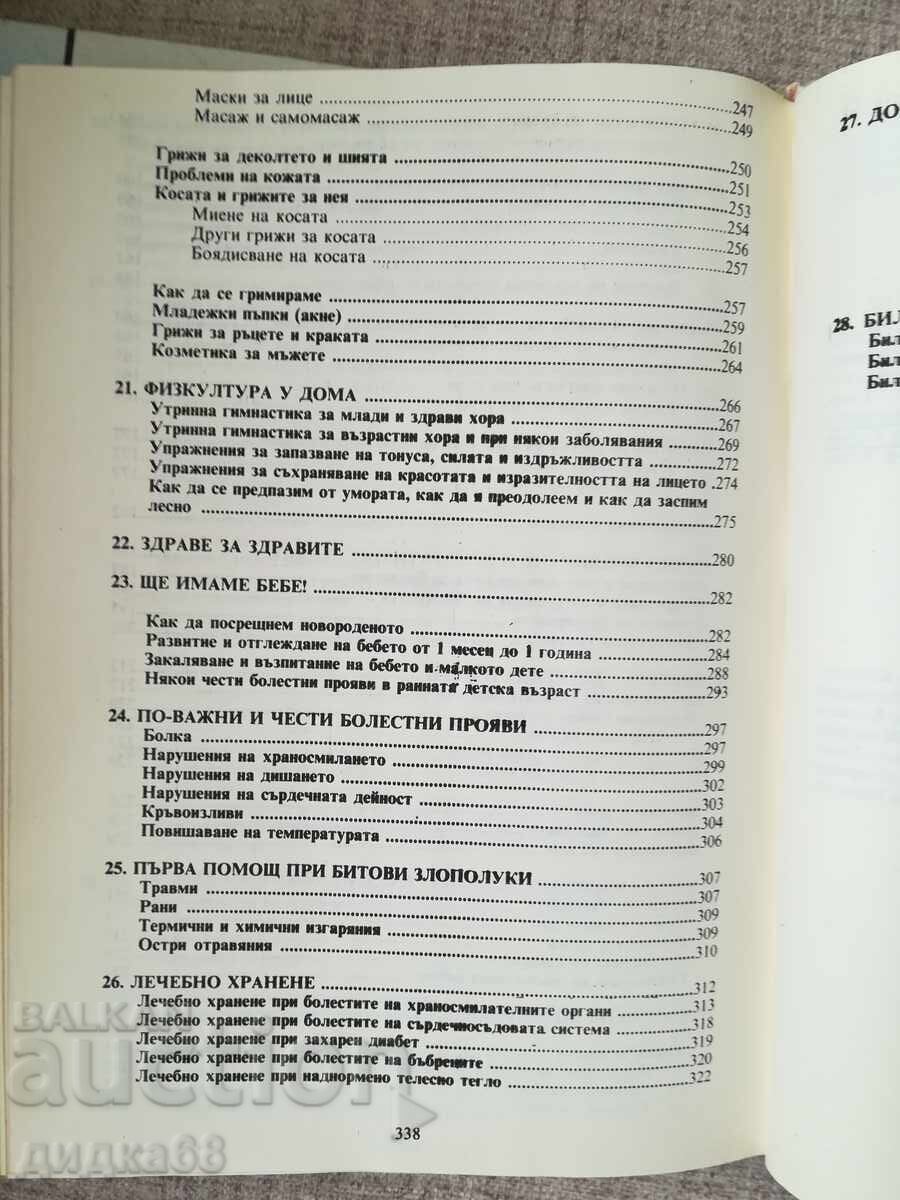 Маски за лице ........ 247
Масаж и самомасаж ........ 249
Грижи за деколтето и шията ........ 250
Проблеми на кожата ........ 251
Косата и грижите за нея ........ 253
Миене на косата ........ 254
Други грижи за косата ........ 256
Боядисване на косата ........ 257
Как да се гримираме ........ 257
Младежки пъпки (акне) ........ 259
Грижи за ръцете и краката ........ 261
Козметика за мъжете ........ 264
21. ФИЗКУЛТУРА У ДОМА ........ 266
Утринна гимнастика за млади и здрави хора ........ 267
Утринна гимнастика за възрастни хора и при някои заболявания ........ 269
Упражнения за запазване на тонуса, силата и издръжливостта ........ 272
Упражнения за съхраняване на красотата и изразителността на лицето . 274
Как да се предпазим от умората, как да я преодолеем и как да заспим
лесно ........ 275
22. ЗДРАВЕ ЗА ЗДРАВИТЕ ........ 280
23. ЩЕ ИМАМЕ БЕБЕ! ........ 282
Как да посрещнем новороденото ........ 282
Развитие и отглеждане на бебето от 1 месец до 1 година ........ 284
Закаляване и възпитание на бебето и малкото дете ........ 288
Някои чести болестни прояви в ранната детска възраст ........ 293
24. ПО-ВАЖНИ И ЧЕСТИ БОЛЕСТНИ ПРОЯВИ ........ 297
Болка ........ 297
Нарушения на храносмилането ........ 299
Нарушения на дишането ........ 302
Нарушения на сърдечната дейност ........ 303
Кръвоизливи ........ 304
Повишаване на температурата ........ 306
25. ПЪРВА ПОМОЩ ПРИ БИТОВИ ЗЛОПОЛУКИ ........ 307
Травми ........ 307
Рани ........ 309
Термични и химични изгаряния ........ 309
Остри отравяния ........ 310
26. ЛЕЧЕБНО ХРАНЕНЕ ........ 312
Лечебно хранене при болестите на храносмилателните органи ........ 313
Лечебно хранене при болестите на сърдечносъдовата система ........ 318
Лечебно хранене при захарен диабет ........ 319
Лечебно хранене при болестите на бъбреците ........ 320
Лечебно хранене при наднормено телесно тегло ........ 322
338
27. ДО
28. БИЛ
Бил
Бил
Бил
BALKAN
auction
дидка68